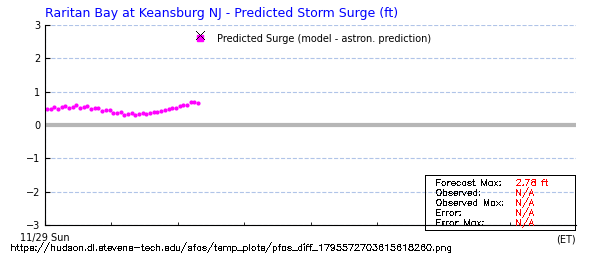 Raritan Bay at Keansburg NJ - Predicted Storm Surge (ft)
3
Predicted Surge (model - astron. prediction)
2
1
0
−1
−2
−3
Forecast Max: 2.78 ft
Observed: N/A
Observed Max: N/A
Error: N/A
Error Max: N/A
11/29 Sun
(ET)
https://hudson.dl.stevens-tech.edu/sfos/temp_plots/pfos_diff_1795572703615618260.png